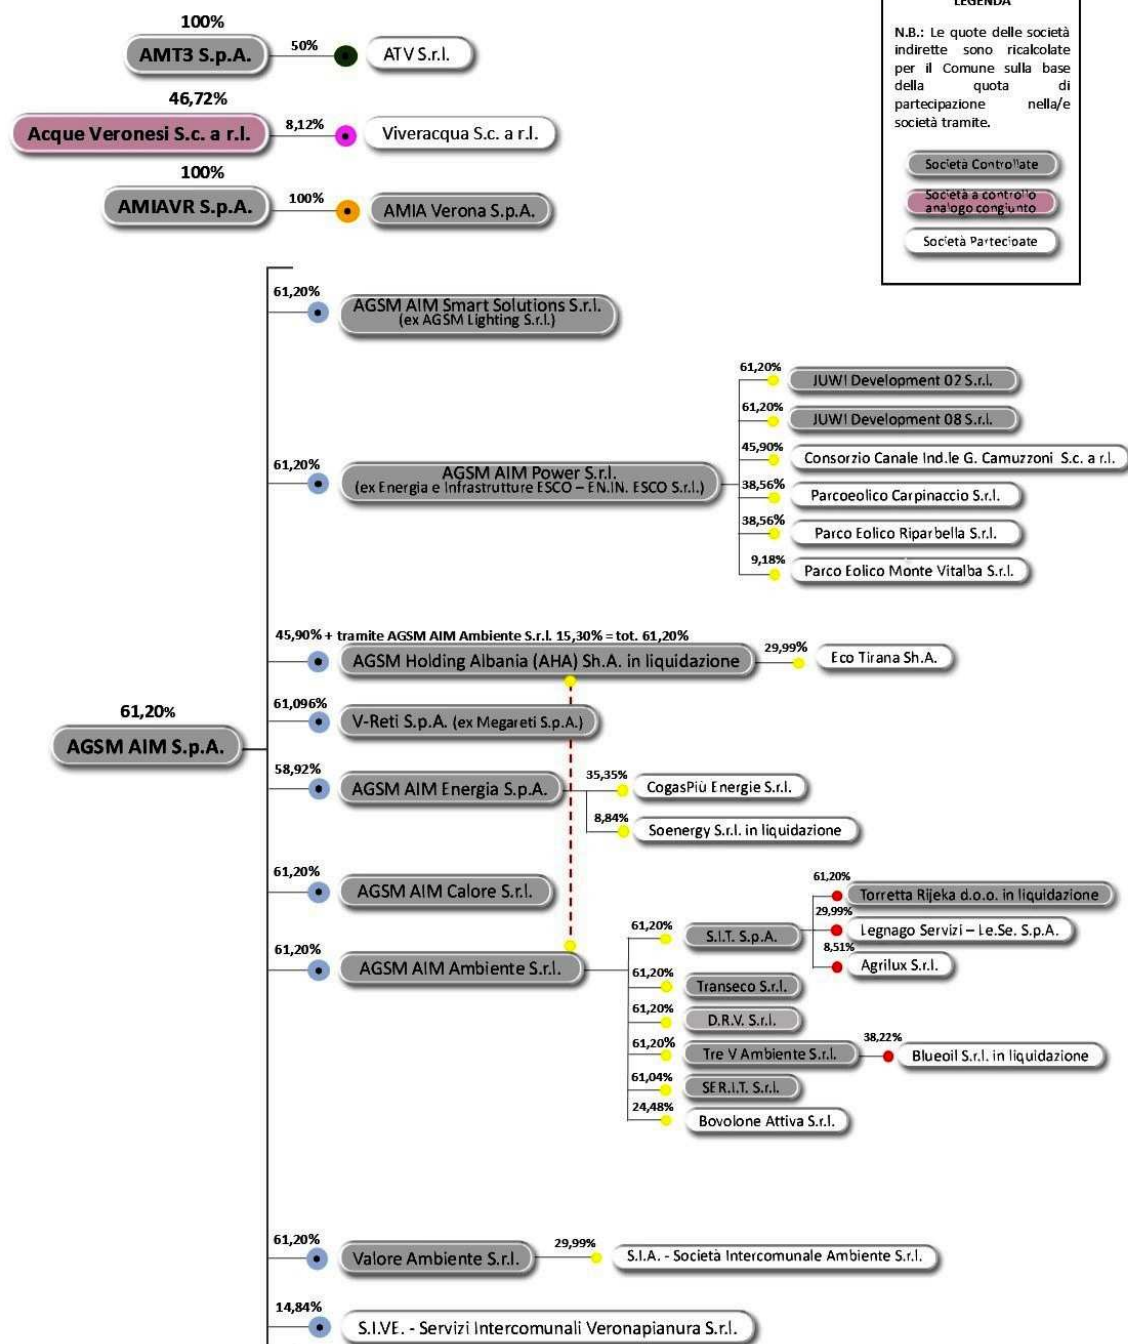 LEGENDA
N.B.: Le quote delle società
indirette sono ricalcolate
per il Comune sulla base
della quota di
partecipazione nella/e
società tramite.
Società Controllate
Società a controllo
analogo congiunto
Società Partecipate
100%
AMT3 S.p.A.
50%
ATV S.r.l.
46,72%
Acque Veronesi S.c. a r.l.
8,12%
Viveracqua S.c. a r.l.
100%
AMIAVR S.p.A.
100%
AMIA Verona S.p.A.
61,20%
AGSM AIM S.p.A.
61,20%
AGSM AIM Smart Solutions S.r.l.
(ex AGSM Lighting S.r.l.)
61,20%
AGSM AIM Power S.r.l.
(ex Energia e Infrastrutture ESCO – EN.IN. ESCO S.r.l.)
61,20%
JUWI Development 02 S.r.l.
61,20%
JUWI Development 08 S.r.l.
45,90%
Consorzio Canale Ind.le G. Camuzzoni S.c. a r.l.
38,56%
Parcoeolico Carpinaccio S.r.l.
38,56%
Parco Eolico Riparbella S.r.l.
9,18%
Parco Eolico Monte Vitalba S.r.l.
45,90% + tramite AGSM AIM Ambiente S.r.l. 15,30% = tot. 61,20%
AGSM Holding Albania (AHA) Sh.A. in liquidazione
29,99%
Eco Tirana Sh.A.
61,096%
V-Reti S.p.A. (ex Megareti S.p.A.)
58,92%
AGSM AIM Energia S.p.A.
35,35%
CogasPiù Energie S.r.l.
8,84%
Soenergy S.r.l. in liquidazione
61,20%
AGSM AIM Calore S.r.l.
61,20%
AGSM AIM Ambiente S.r.l.
61,20%
S.I.T. S.p.A.
61,20%
Torretta Rijeka d.o.o. in liquidazione
29,99%
Legnago Servizi – Le.Se. S.p.A.
8,51%
Agrilux S.r.l.
61,20%
Transeco S.r.l.
61,20%
D.R.V. S.r.l.
61,20%
Tre V Ambiente S.r.l.
38,22%
Blueoil S.r.l. in liquidazione
61,04%
SER.I.T. S.r.l.
24,48%
Bovolone Attiva S.r.l.
61,20%
Valore Ambiente S.r.l.
29,99%
S.I.A. - Società Intercomunale Ambiente S.r.l.
14,84%
S.I.VE. - Servizi Intercomunali Veronapianura S.r.l.